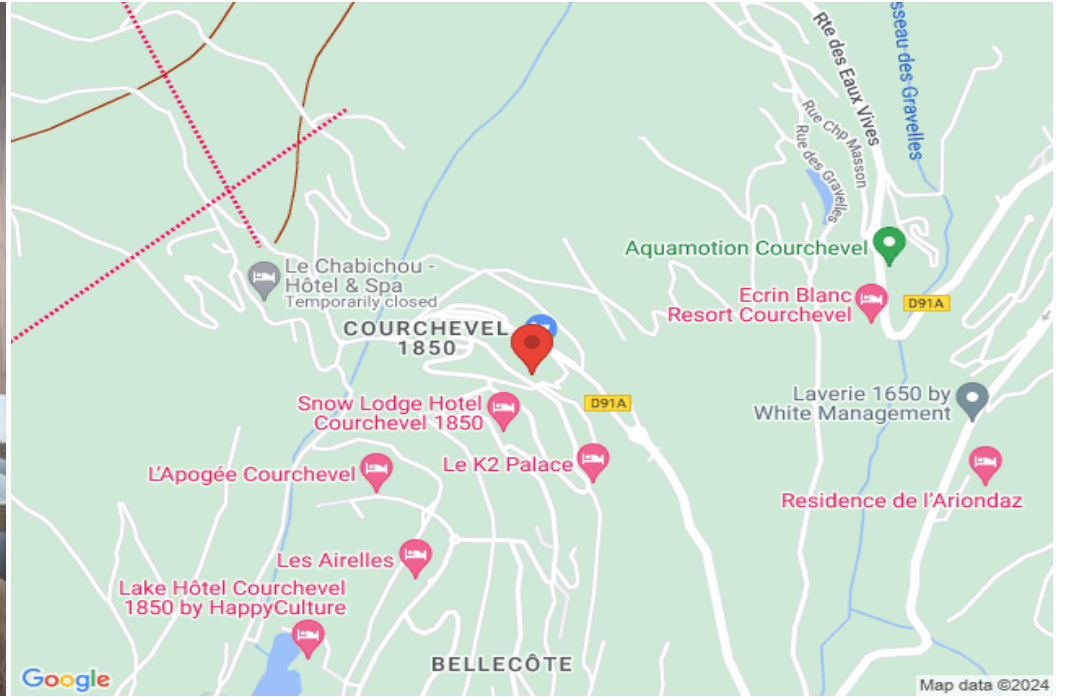 Rte des Eaux Vives
sseau des Gravelles
Rue Chp Masson
Rue des Gravelles
Aquamotion Courchevel
Le Chabichou -
Hôtel & Spa
Temporarily closed
Ecrin Blanc
Resort Courchevel
D91A
COURCHEVEL
1850
Snow Lodge Hotel
Courchevel 1850
D91A
Laverie 1650 by
White Management
L'Apogée Courchevel
Le K2 Palace
Residence de l'Ariondaz
Les Airelles
Lake Hôtel Courchevel
1850 by HappyCulture
BELLECÔTE
Google
Map data ©2024